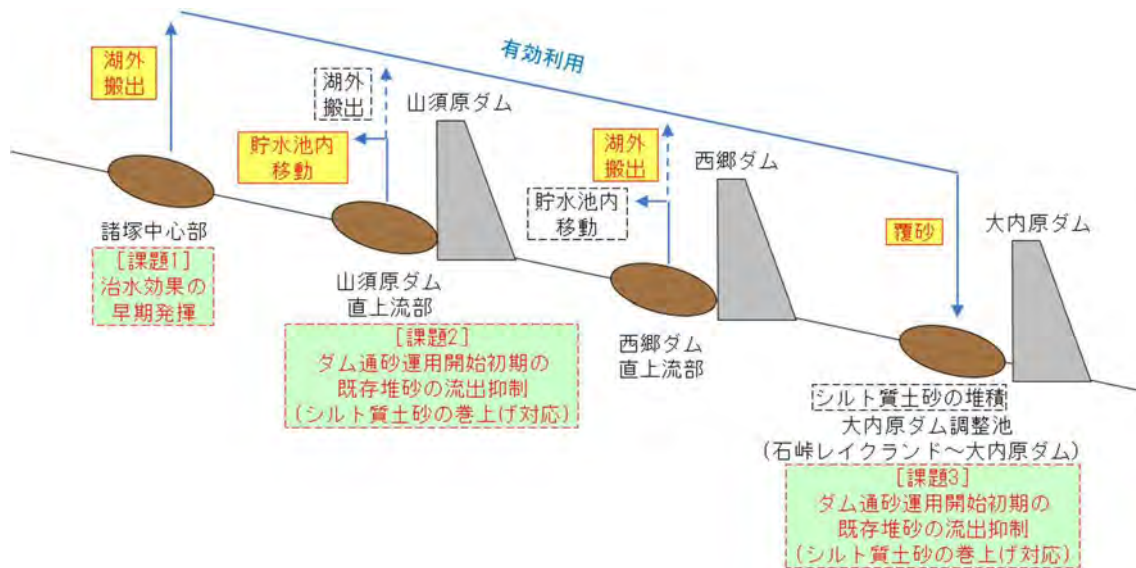 有効利用
湖外
搬出
湖外
搬出
山須原ダム
貯水池内
移動
湖外
搬出
西郷ダム
貯水池内
移動
覆砂
大内原ダム
諸塚中心部
[課題1]
治水効果の
早期発揮
山須原ダム
直上流部
[課題2]
ダム通砂運用開始初期の
既存堆砂の流出抑制
(シルト質土砂の巻上げ対応)
西郷ダム
直上流部
シルト質土砂の堆積
大内原ダム調整池
(石峠レイクランド～大内原ダム)
[課題3]
ダム通砂運用開始初期の
既存堆砂の流出抑制
(シルト質土砂の巻上げ対応)